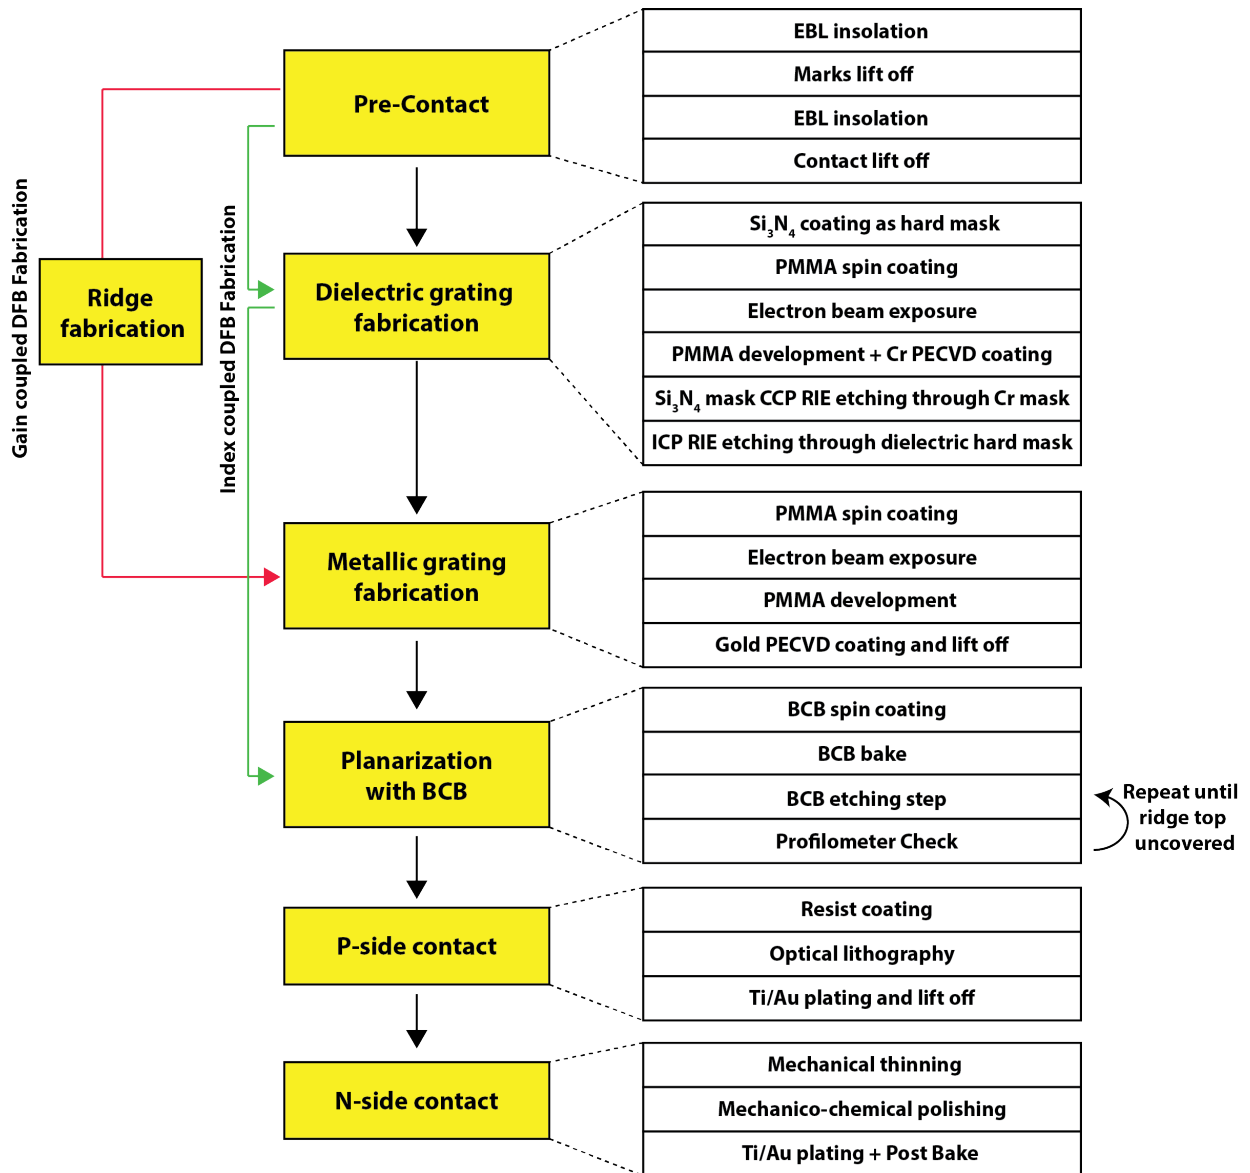 Pre-Contact
EBL insolation
Marks lift off
EBL insolation
Contact lift off
Gain coupled DFB Fabrication
Ridge
fabrication
Index coupled DFB Fabrication
Dielectric grating
fabrication
Si₃N₄ coating as hard mask
PMMA spin coating
Electron beam exposure
PMMA development + Cr PECVD coating
Si₃N₄ mask CCP RIE etching through Cr mask
ICP RIE etching through dielectric hard mask
Metallic grating
fabrication
PMMA spin coating
Electron beam exposure
PMMA development
Gold PECVD coating and lift off
Planarization
with BCB
BCB spin coating
BCB bake
BCB etching step
Profilometer Check
Repeat until
ridge top
uncovered
P-side contact
Resist coating
Optical lithography
Ti/Au plating and lift off
N-side contact
Mechanical thinning
Mechanico-chemical polishing
Ti/Au plating + Post Bake